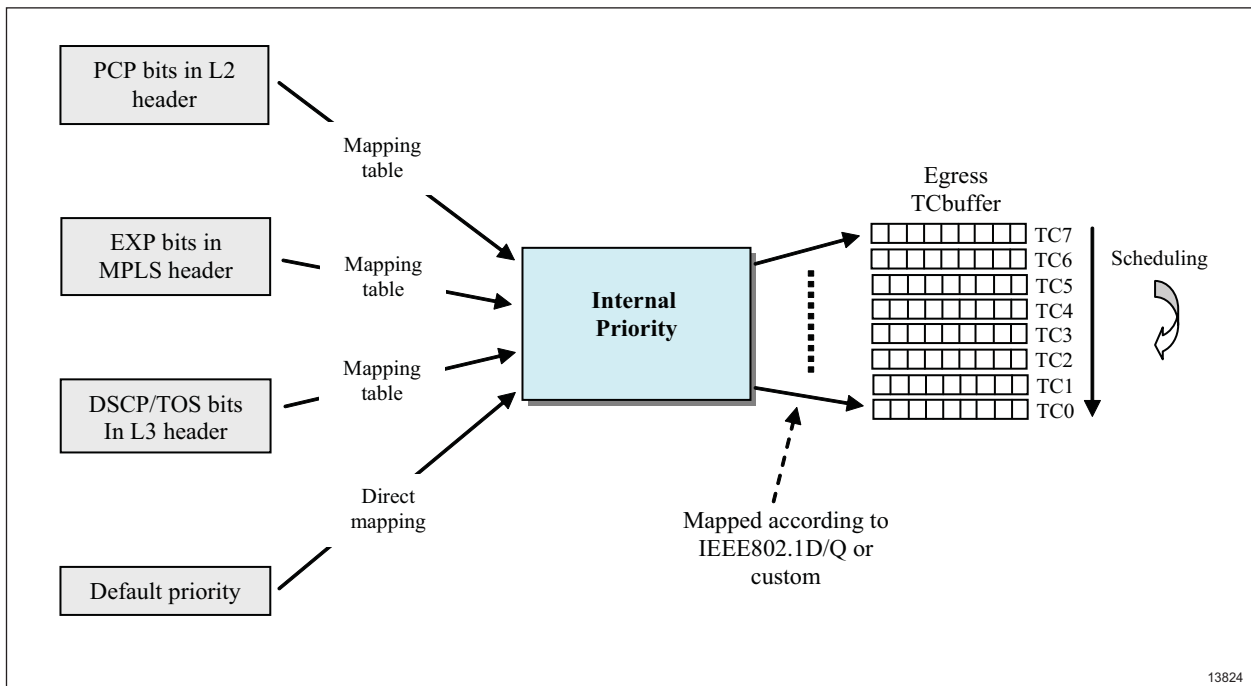 PCP bits in L2
header
Mapping
table
EXP bits in
MPLS header
Mapping
table
DSCP/TOS bits
In L3 header
Mapping
table
Default priority
Direct
mapping
Internal
Priority
Egress
TCbuffer
TC7
TC6
TC5
TC4
TC3
TC2
TC1
TC0
Scheduling
Mapped according to
IEEE802.1D/Q or
custom
13824